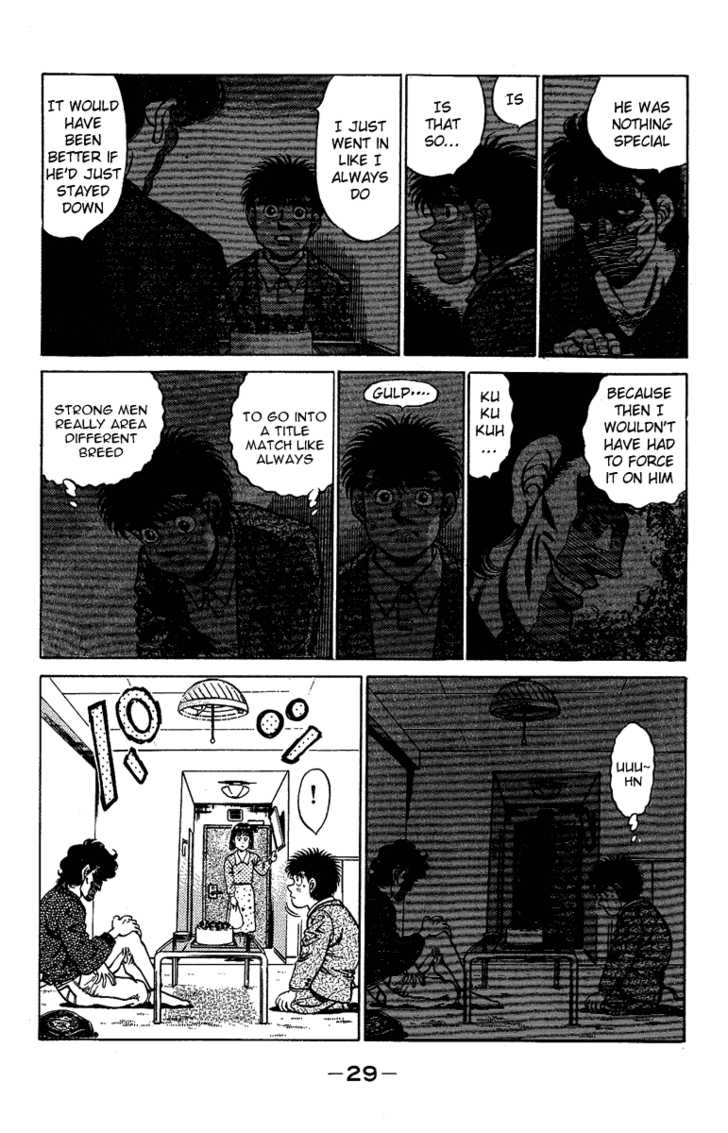 HE WAS
NOTHING
SPECIAL
IS
IS
THAT
SO...
I JUST
WENT IN
LIKE I
ALWAYS
DO
IT WOULD
HAVE
BEEN
BETTER IF
HE'D JUST
STAYED
DOWN
BECAUSE
THEN I
WOULDN'T
HAVE HAD
TO FORCE
IT ON HIM
KU
KU
KUH
...
GULP····
TO GO INTO
A TITLE
MATCH LIKE
ALWAYS
STRONG MEN
REALLY AREA
DIFFERENT
BREED
UUU~
HN
!
-29-